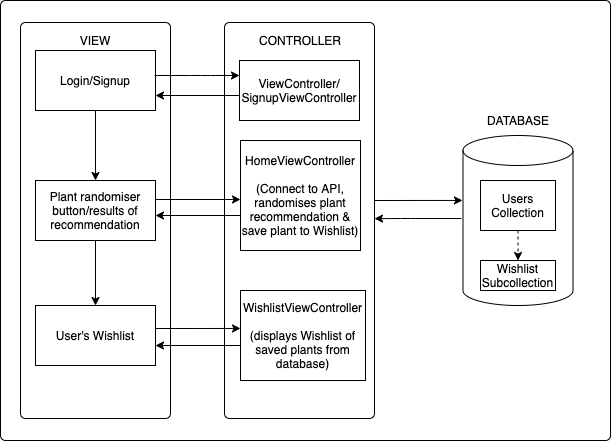 VIEW
Login/Signup
Plant randomiser
button/results of
recommendation
User's Wishlist
CONTROLLER
ViewController/
SignupViewController
HomeViewController
(Connect to API,
randomises plant
recommendation &
save plant to Wishlist)
WishlistViewController
(displays Wishlist of
saved plants from
database)
DATABASE
Users
Collection
Wishlist
Subcollection